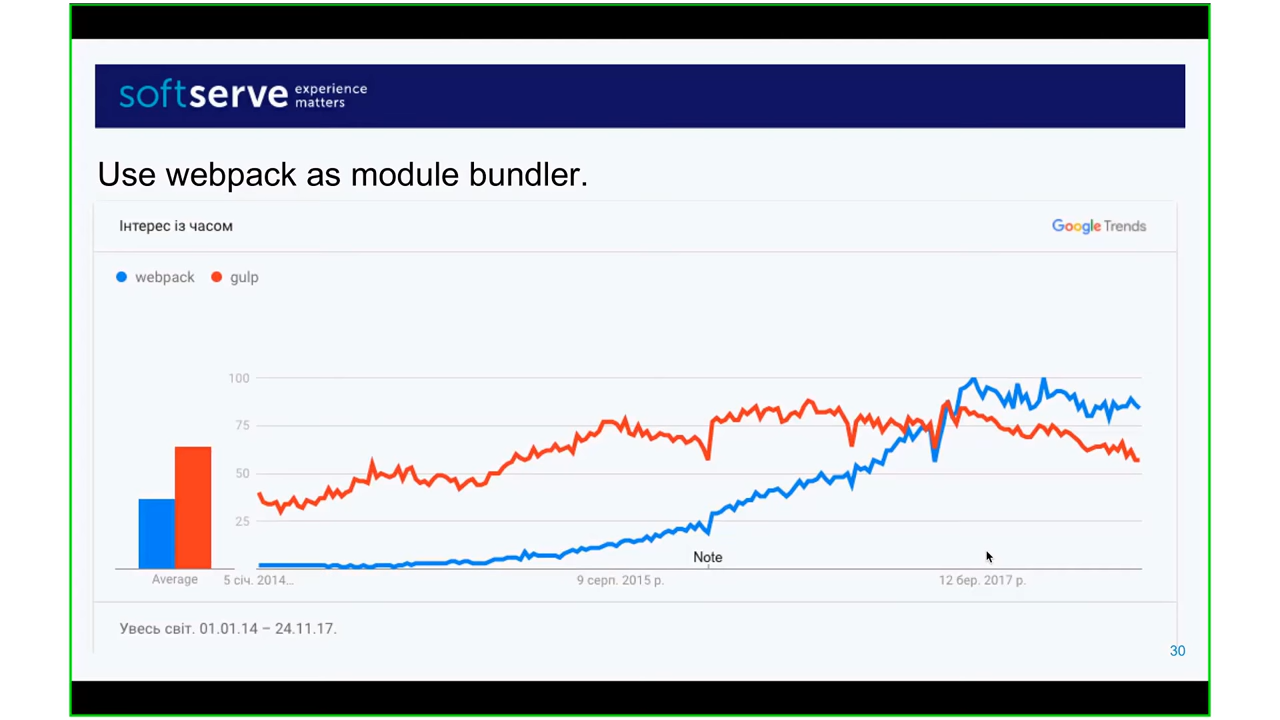 softserve experience matters
Use webpack as module bundler.
Інтерес із часом
Google Trends
webpack gulp
100
75
50
25
Note
Average 5 січ. 2014... 9 серп. 2015 р. 12 бер. 2017 р.
Увесь світ. 01.01.14 – 24.11.17.
30